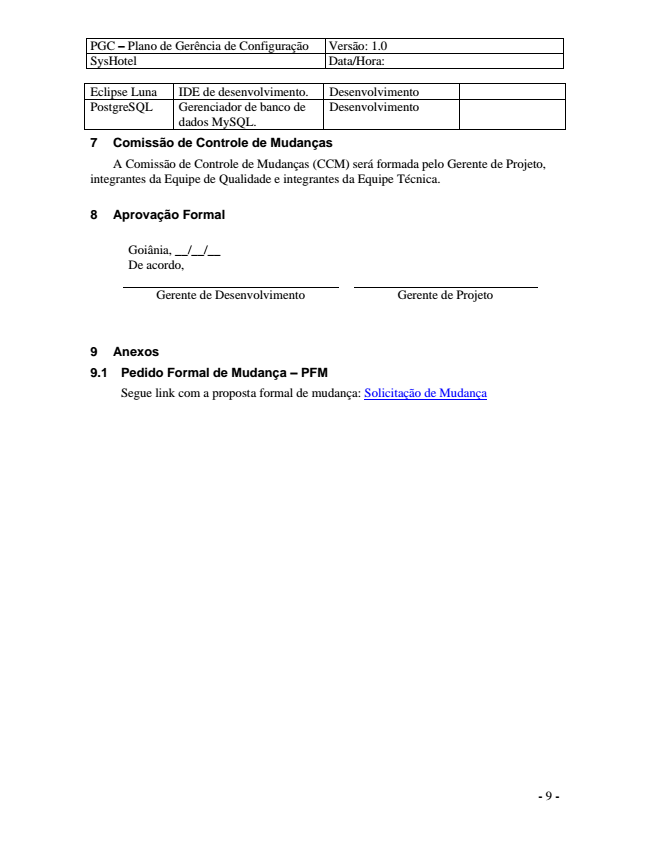 PGC – Plano de Gerência de Configuração Versão: 1.0
SysHotel Data/Hora:
Eclipse Luna IDE de desenvolvimento. Desenvolvimento
PostgreSQL Gerenciador de banco de Desenvolvimento
dados MySQL.
7 Comissão de Controle de Mudanças
A Comissão de Controle de Mudanças (CCM) será formada pelo Gerente de Projeto,
integrantes da Equipe de Qualidade e integrantes da Equipe Técnica.
8 Aprovação Formal
Goiânia, __/__/__
De acordo,
Gerente de Desenvolvimento Gerente de Projeto
9 Anexos
9.1 Pedido Formal de Mudança – PFM
Segue link com a proposta formal de mudança: Solicitação de Mudança
- 9 -